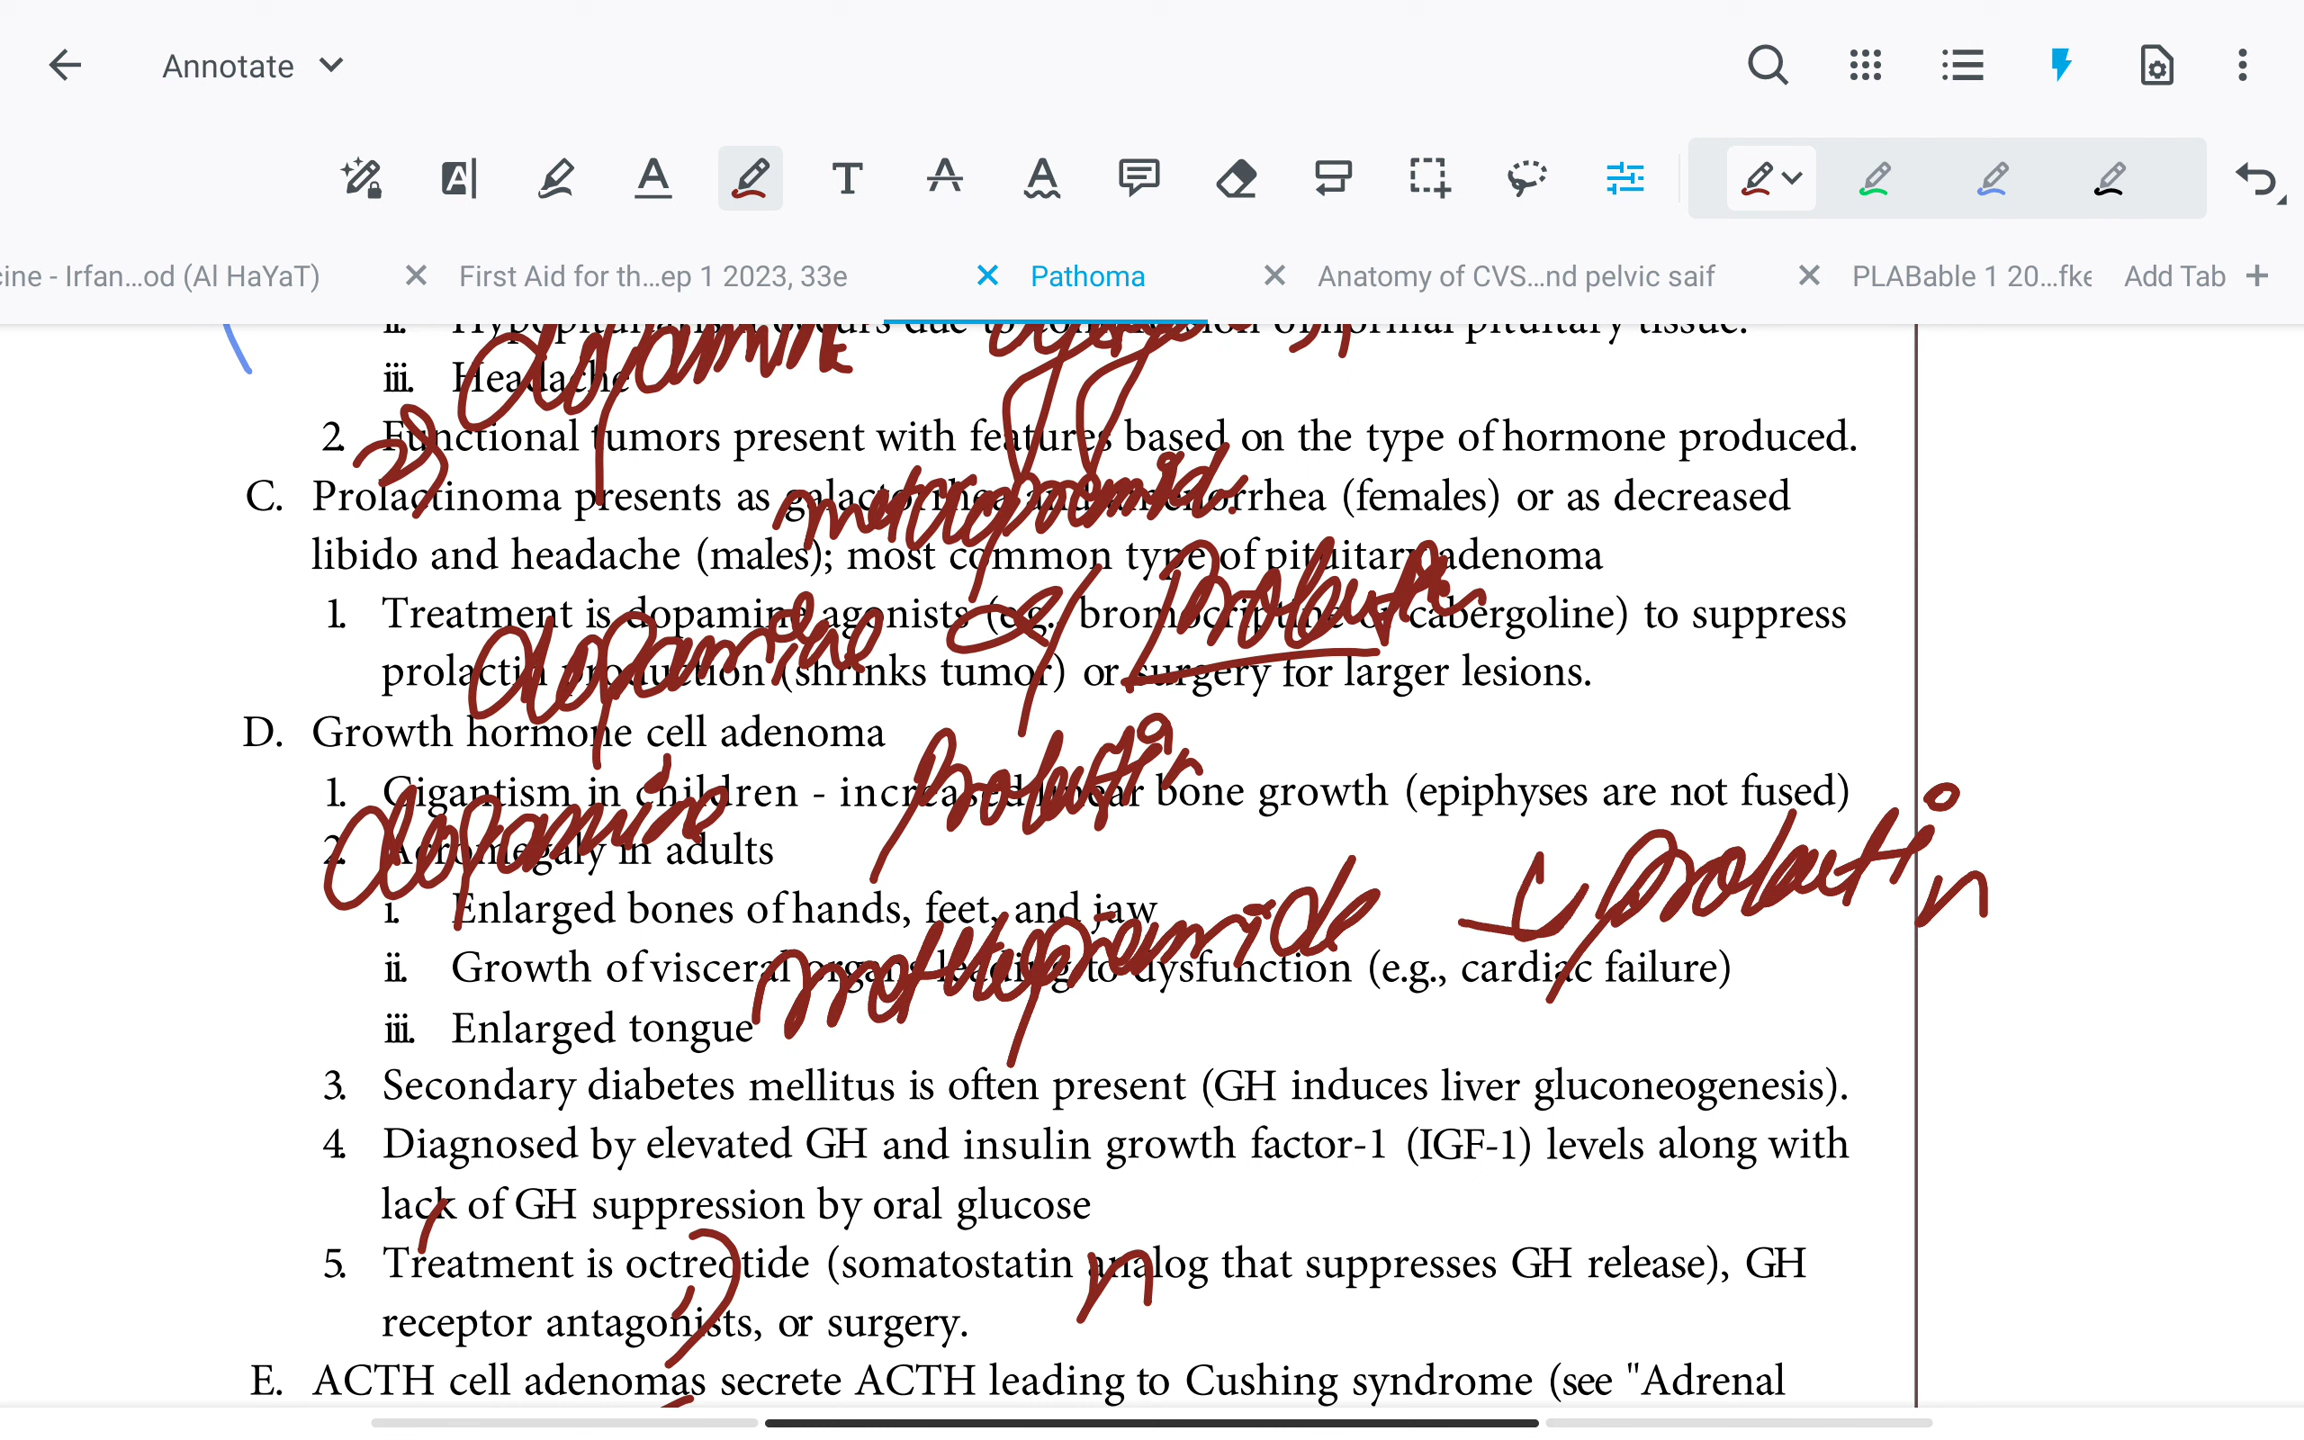 Annotate
cine - Irfan...od (Al HaYaT) First Aid for th...ep 1 2023, 33e Pathoma Anatomy of CVS...nd pelvic saif PLABable 1 20...fke Add Tab +
dopamine
iii. Headache
2)
2. Functional tumors present with features based on the type of hormone produced.
C. Prolactinoma presents as galactorrhea and amenorrhea (females) or as decreased
libido and headache (males); most common type of pituitary adenoma
1. Treatment is dopamine agonists (e.g., bromocriptine or cabergoline) to suppress
dopamine
prolactin production (shrinks tumor) or surgery for larger lesions.
D. Growth hormone cell adenoma
prolactin
1. Gigantism in children - increased linear bone growth (epiphyses are not fused)
dopamine
2. Acromegaly in adults
prolactin
i. Enlarged bones of hands, feet, and jaw
ii. Growth of visceral organs leading to dysfunction (e.g., cardiac failure)
iii. Enlarged tongue
3. Secondary diabetes mellitus is often present (GH induces liver gluconeogenesis).
4. Diagnosed by elevated GH and insulin growth factor-1 (IGF-1) levels along with
lack of GH suppression by oral glucose
5. Treatment is octreotide (somatostatin analog that suppresses GH release), GH
receptor antagonists, or surgery.
E. ACTH cell adenomas secrete ACTH leading to Cushing syndrome (see "Adrenal